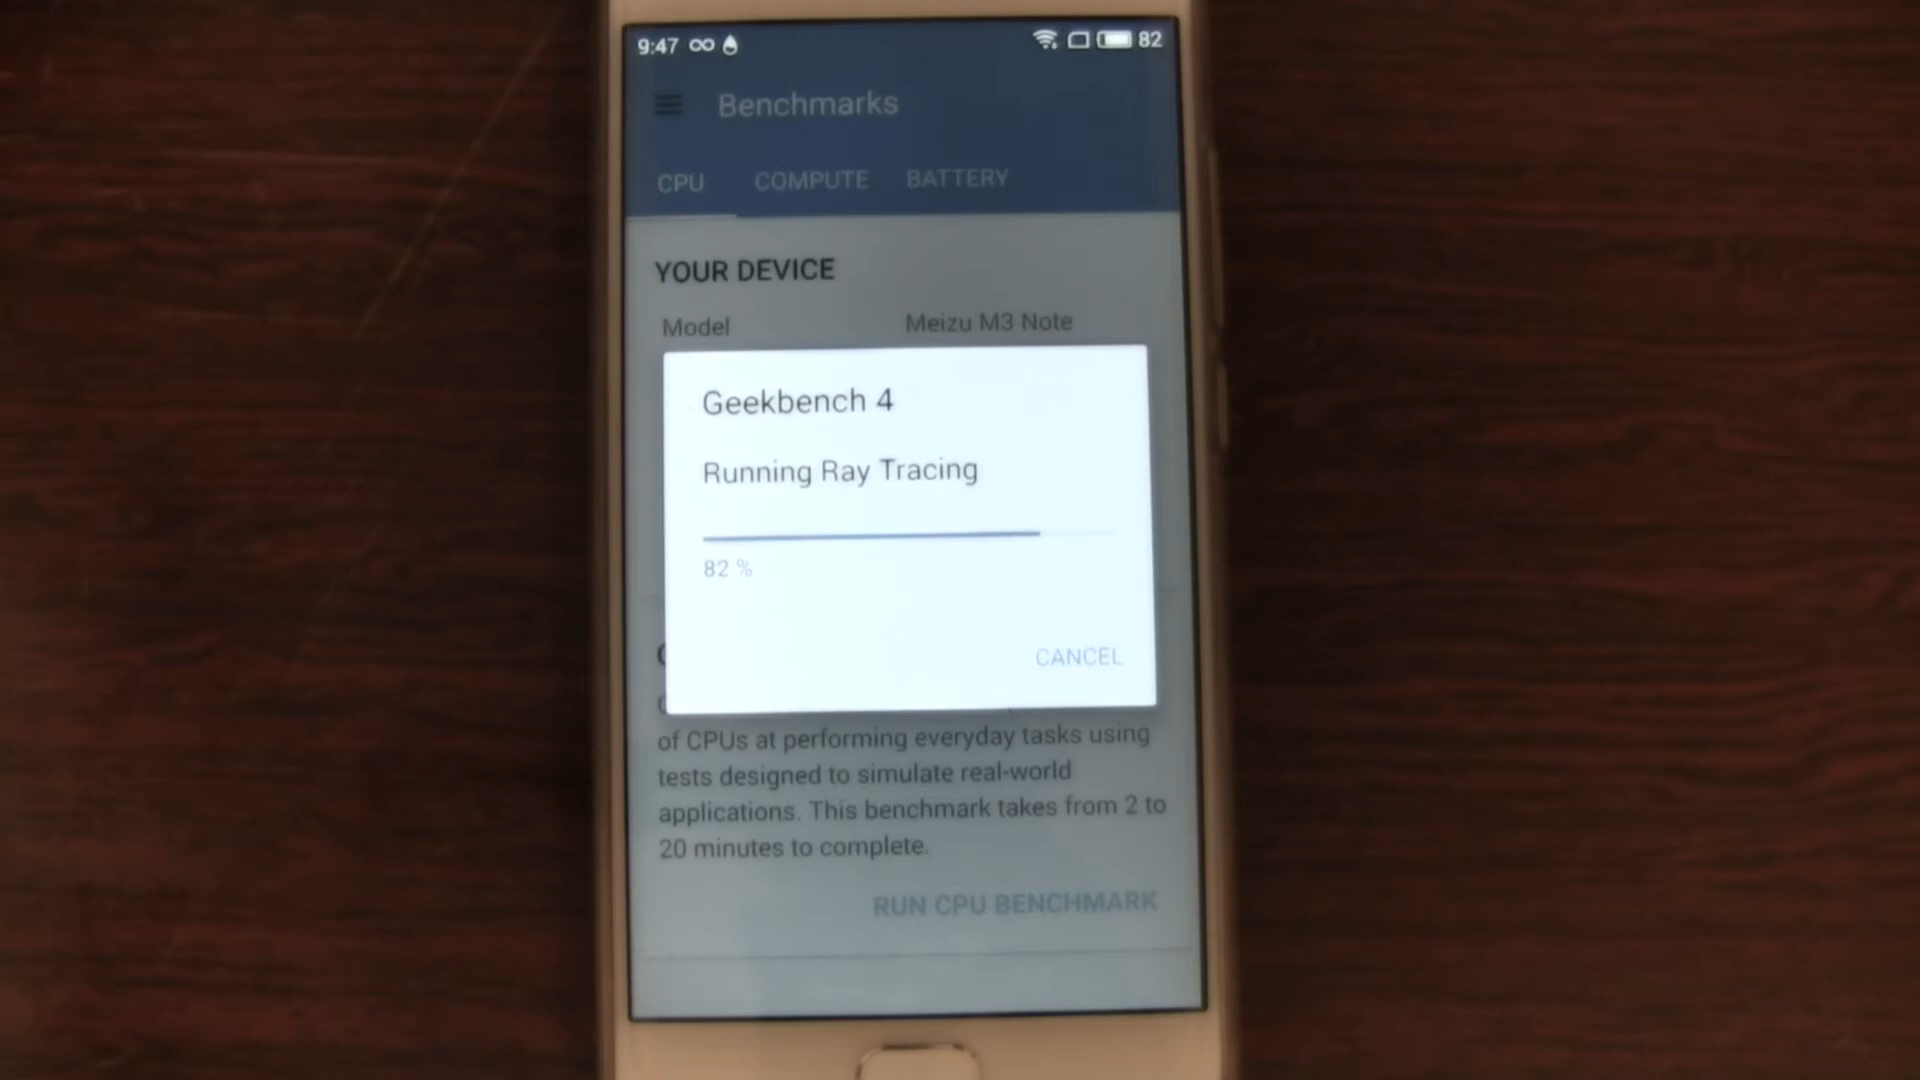 9:47
82
Benchmarks
CPU COMPUTE BATTERY
YOUR DEVICE
Model Meizu M3 Note
Geekbench 4
Running Ray Tracing
82 %
CANCEL
of CPUs at performing everyday tasks using
tests designed to simulate real-world
applications. This benchmark takes from 2 to
20 minutes to complete.
RUN CPU BENCHMARK